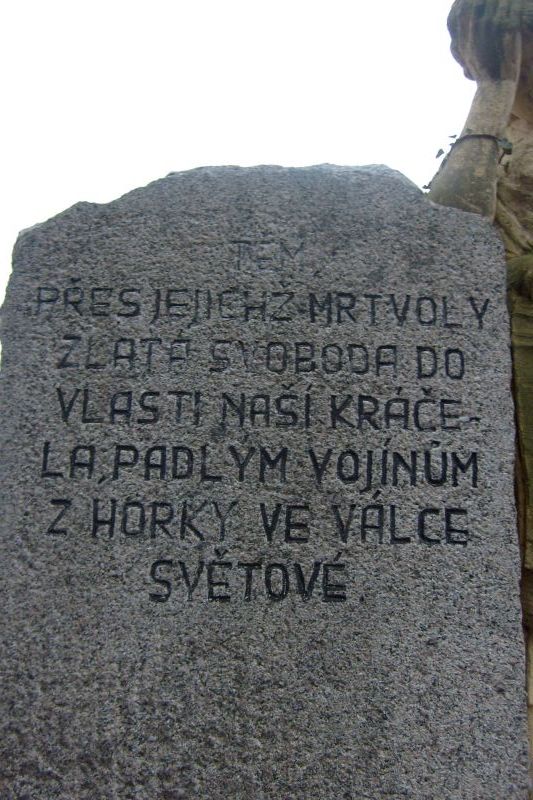 TĚM,
PŘES JEJICHŽ MRTVOLY
ZLATÁ SVOBODA DO
VLASTI NAŠÍ KRÁČE-
LA, PADLÝM VOJÍNŮM
Z HORKY VE VÁLCE
SVĚTOVÉ.